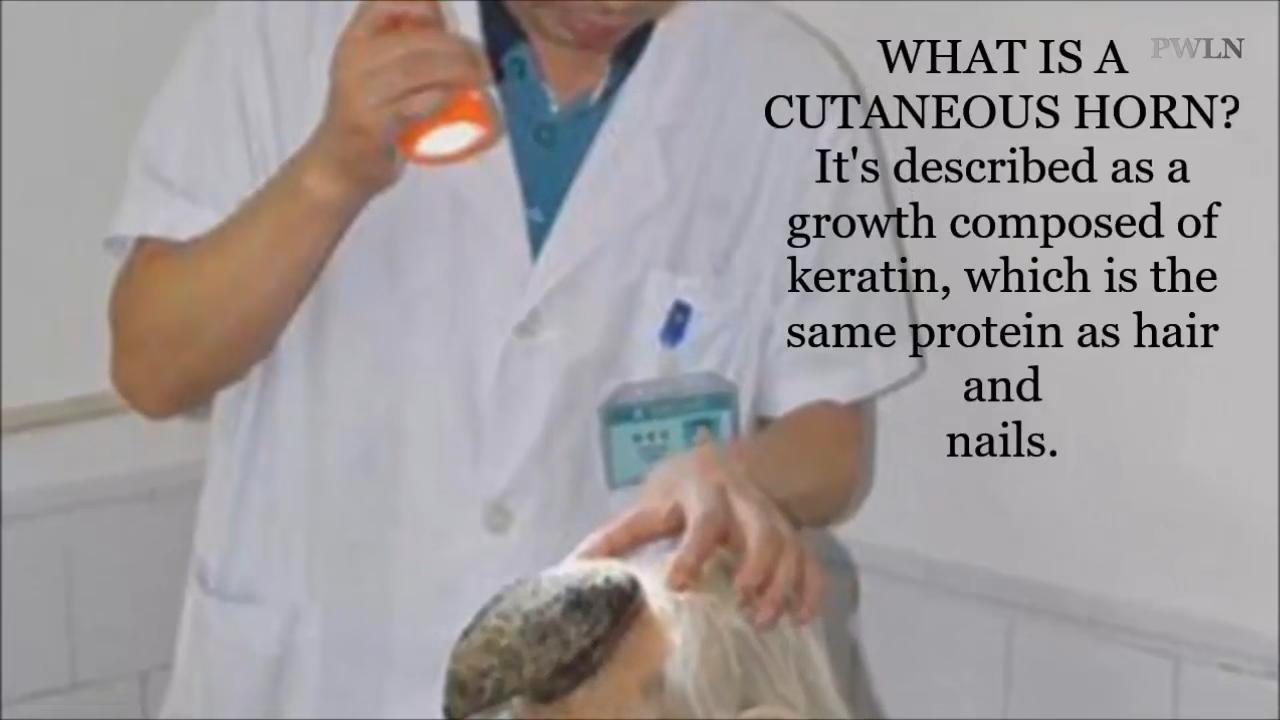 WHAT IS A
PWLN
CUTANEOUS HORN?
It's described as a
growth composed of
keratin, which is the
same protein as hair
and
nails.